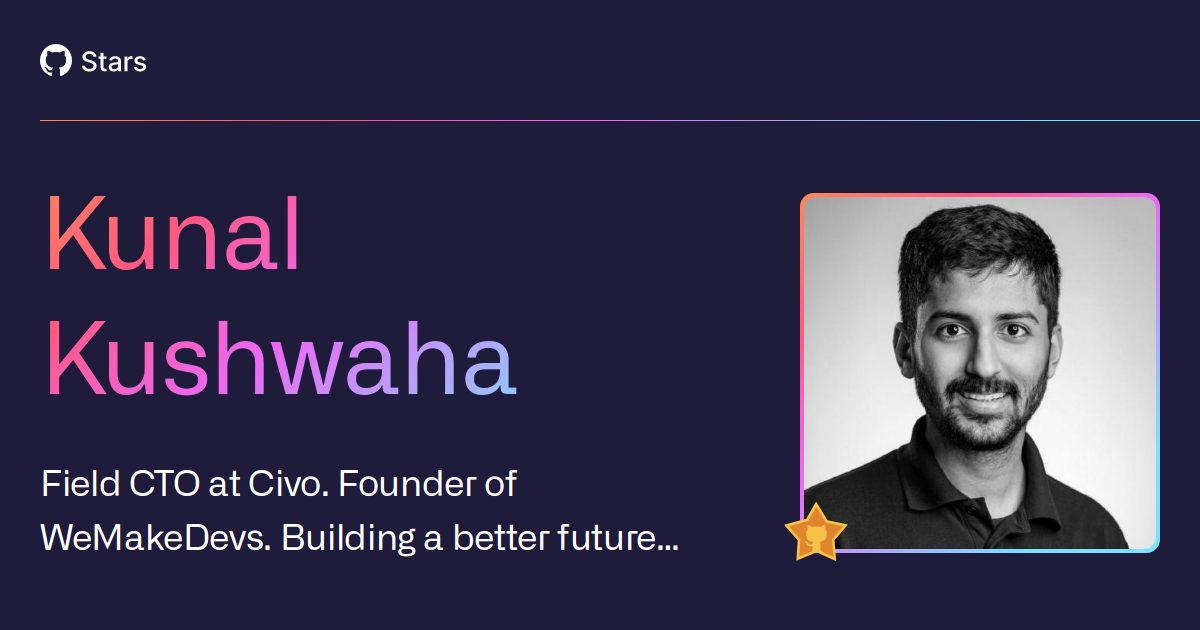 Stars
Kunal
Kushwaha
Field CTO at Civo. Founder of
WeMakeDevs. Building a better future...